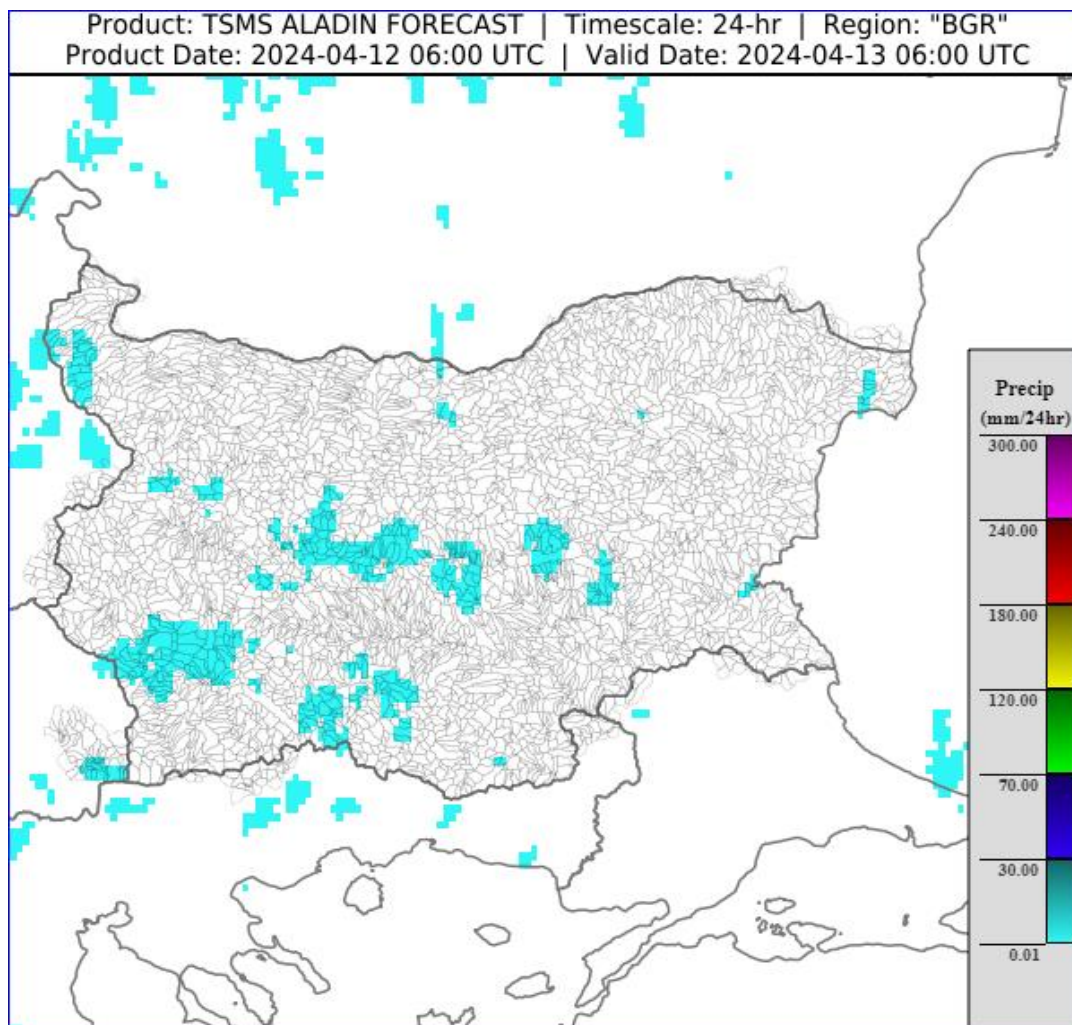 Product: TSMS ALADIN FORECAST | Timescale: 24-hr | Region: "BGR"
Product Date: 2024-04-12 06:00 UTC | Valid Date: 2024-04-13 06:00 UTC
Precip
(mm/24hr)
300.00
240.00
180.00
120.00
70.00
30.00
0.01